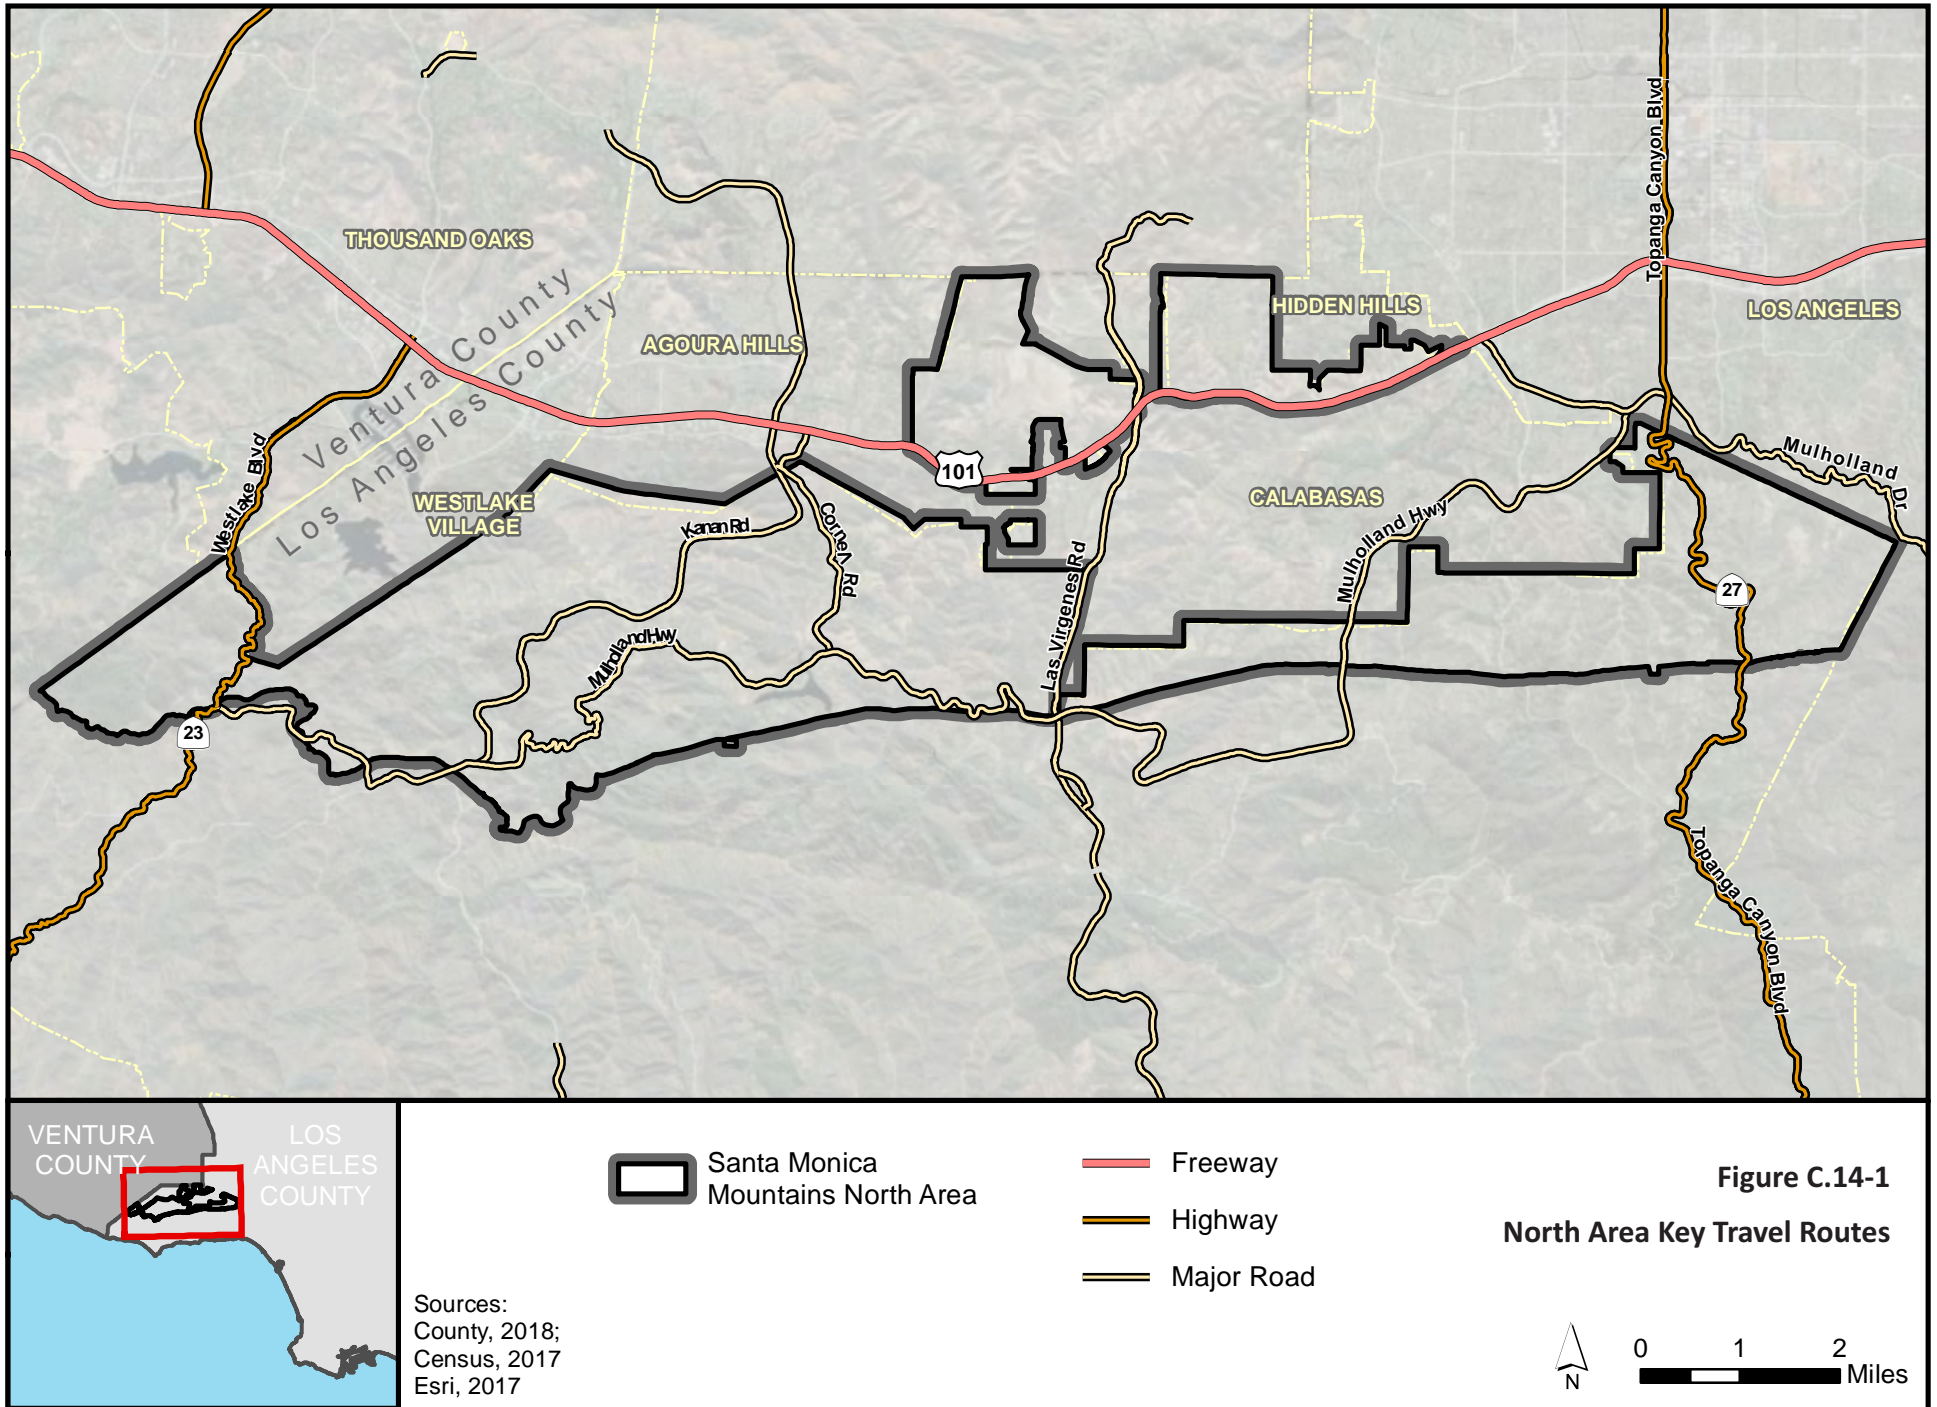 THOUSAND OAKS
Ventura County
Los Angeles County
AGOURA HILLS
HIDDEN HILLS
LOS ANGELES
Topanga Canyon Blvd
Westlake Blvd
WESTLAKE
VILLAGE
101
CALABASAS
Mulholland Dr
Kanan Rd
Cornell Rd
Mulholland Hwy
Las Virgenes Rd
Mulholland Hwy
27
23
Topanga Canyon Blvd
VENTURA
COUNTY
LOS
ANGELES
COUNTY
Sources:
County, 2018;
Census, 2017
Esri, 2017
Santa Monica
Mountains North Area
Freeway
Highway
Major Road
Figure C.14-1
North Area Key Travel Routes
N
0 1 2
Miles